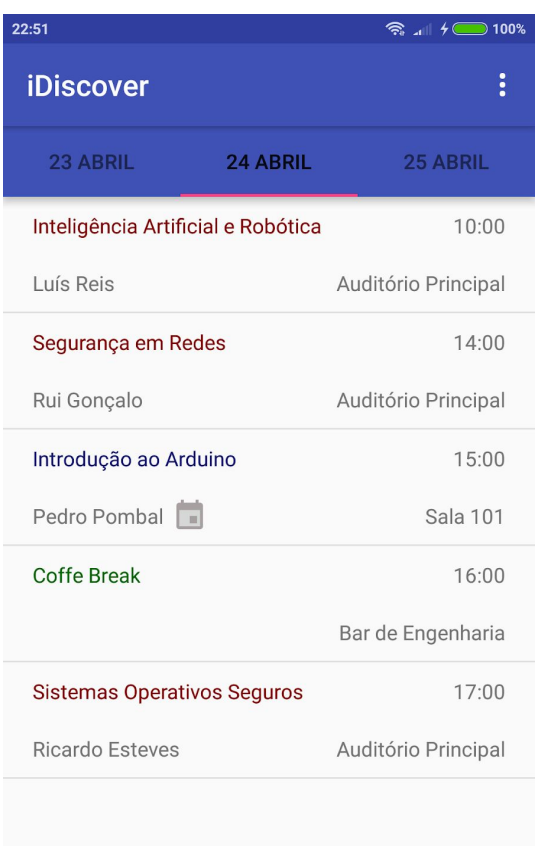 22:51 100%
iDiscover
23 ABRIL 24 ABRIL 25 ABRIL
Inteligência Artificial e Robótica 10:00
Luís Reis Auditório Principal
Segurança em Redes 14:00
Rui Gonçalo Auditório Principal
Introdução ao Arduino 15:00
Pedro Pombal Sala 101
Coffe Break 16:00
Bar de Engenharia
Sistemas Operativos Seguros 17:00
Ricardo Esteves Auditório Principal